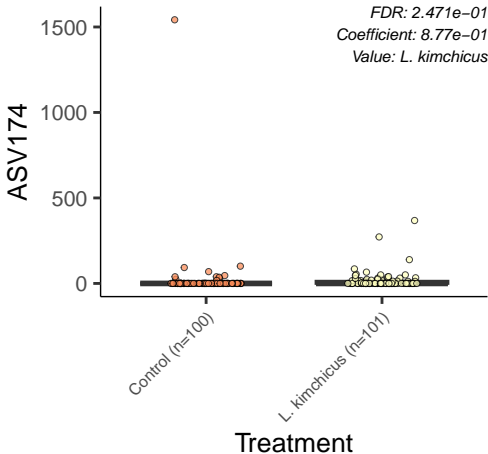 FDR: 2.471e−01
Coefficient: 8.77e−01
Value: L. kimchicus
1500
1000
500
0
ASV174
Control (n=100)
L. kimchicus (n=101)
Treatment